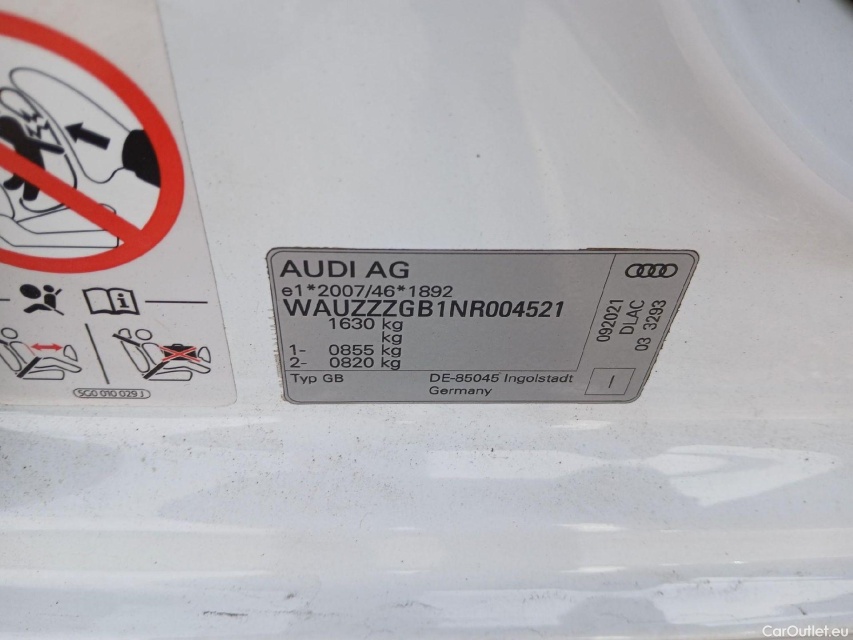 AUDI AG
e1*2007/46*1892
WAUZZZGB1NR004521
1630 kg
kg
1- 0855 kg
2- 0820 kg
Typ GB
DE-85045 Ingolstadt
Germany
092021
DLAC
03 3293
I
i
5G0 010 029 J
CarOutlet.eu